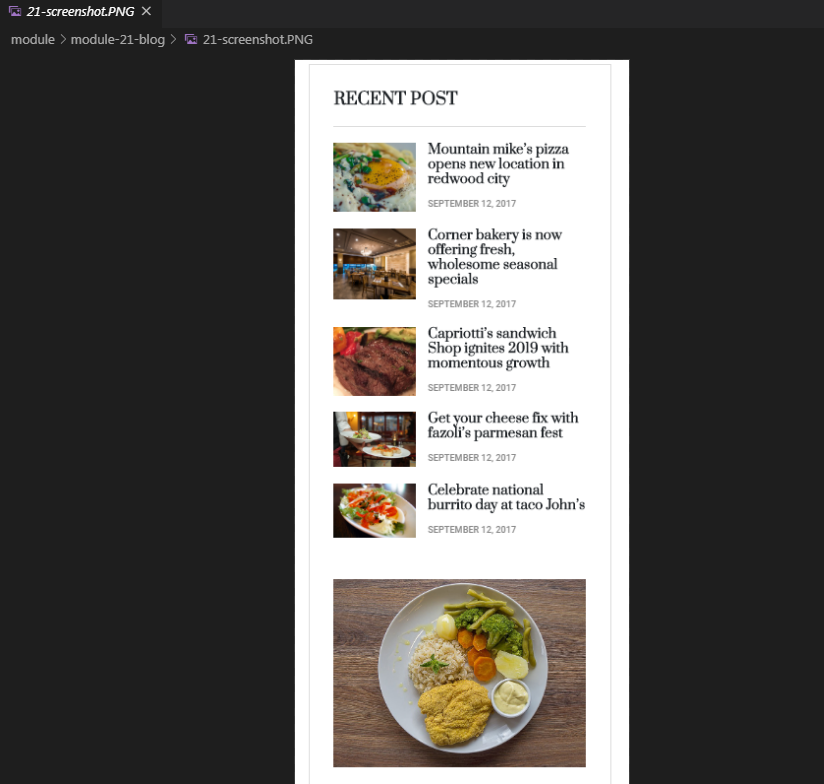 21-screenshot.PNG
module > module-21-blog > 21-screenshot.PNG
RECENT POST
Mountain mike's pizza
opens new location in
redwood city
SEPTEMBER 12, 2017
Corner bakery is now
offering fresh,
wholesome seasonal
specials
SEPTEMBER 12, 2017
Capriotti's sandwich
Shop ignites 2019 with
momentous growth
SEPTEMBER 12, 2017
Get your cheese fix with
fazoli's parmesan fest
SEPTEMBER 12, 2017
Celebrate national
burrito day at taco John's
SEPTEMBER 12, 2017